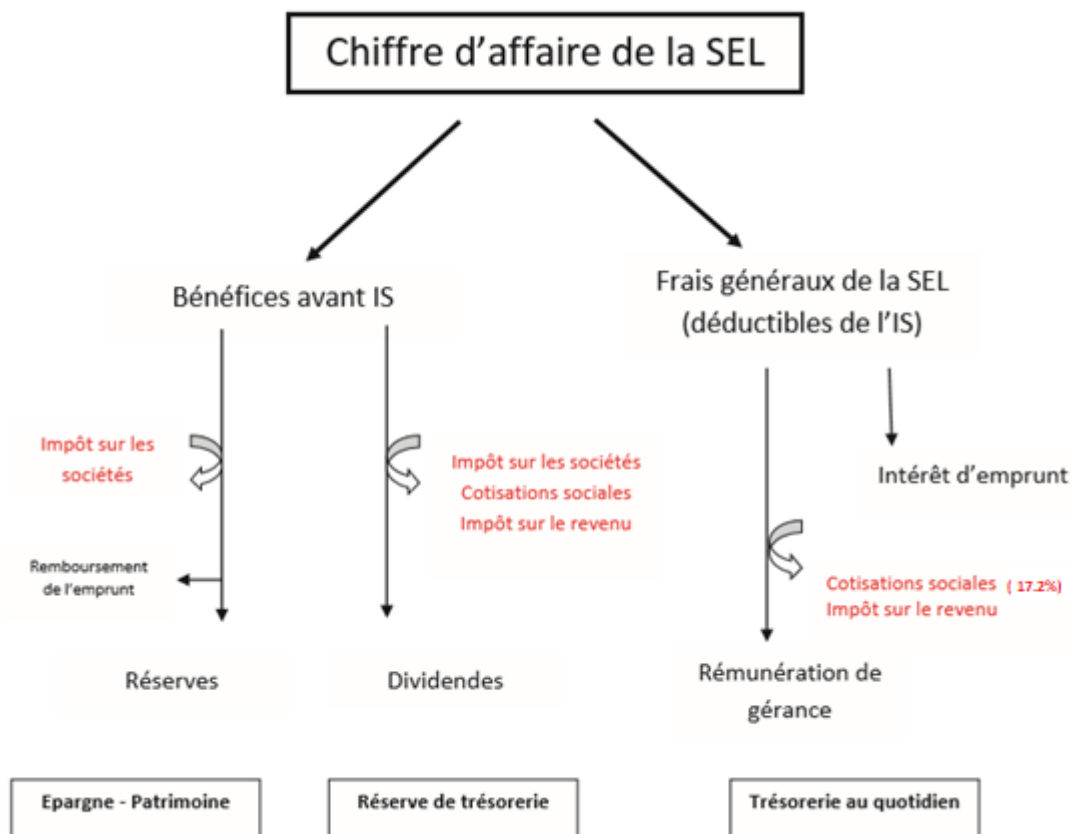 Chiffre d'affaire de la SEL
Bénéfices avant IS
Frais généraux de la SEL
(déductibles de l'IS)
Impôt sur les
sociétés
Impôt sur les sociétés
Cotisations sociales
Impôt sur le revenu
Intérêt d'emprunt
Remboursement
de l'emprunt
Cotisations sociales ( 17.2%)
Impôt sur le revenu
Réserves
Dividendes
Rémunération de
gérance
Epargne - Patrimoine
Réserve de trésorerie
Trésorerie au quotidien